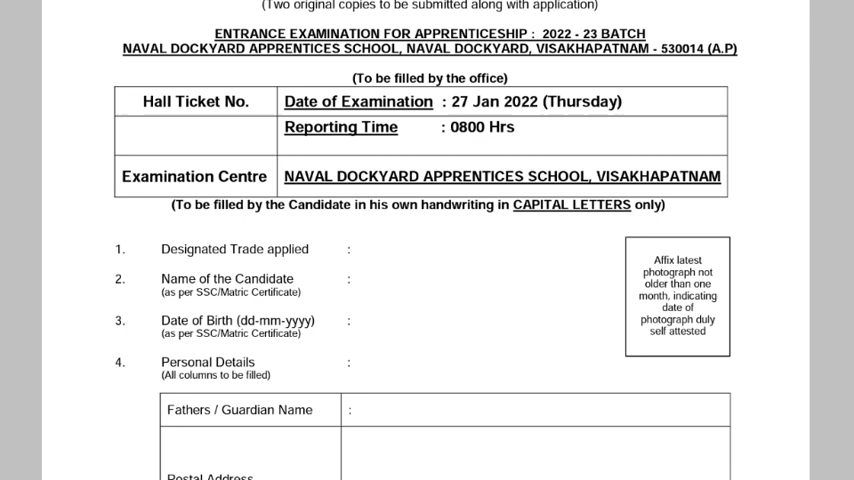 (Two original copies to be submitted along with application)
ENTRANCE EXAMINATION FOR APPRENTICESHIP : 2022 - 23 BATCH
NAVAL DOCKYARD APPRENTICES SCHOOL, NAVAL DOCKYARD, VISAKHAPATNAM - 530014 (A.P)
(To be filled by the office)
Hall Ticket No. Date of Examination : 27 Jan 2022 (Thursday)
Reporting Time : 0800 Hrs
Examination Centre NAVAL DOCKYARD APPRENTICES SCHOOL, VISAKHAPATNAM
(To be filled by the Candidate in his own handwriting in CAPITAL LETTERS only)
1. Designated Trade applied :
2. Name of the Candidate :
(as per SSC/Matric Certificate)
3. Date of Birth (dd-mm-yyyy) :
(as per SSC/Matric Certificate)
4. Personal Details :
(All columns to be filled)
Affix latest
photograph not
older than one
month, indicating
date of
photograph duly
self attested
Fathers / Guardian Name :
Postal Address